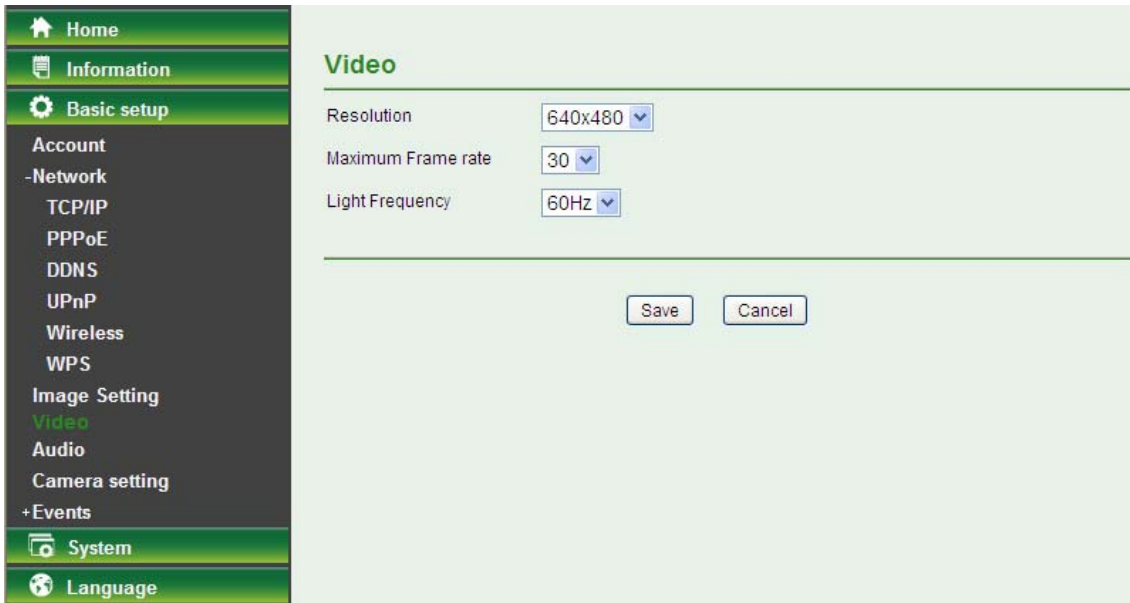 Home
Information
Basic setup
Account
-Network
TCP/IP
PPPoE
DDNS
UPnP
Wireless
WPS
Image Setting
Video
Audio
Camera setting
+Events
System
Language
Video
Resolution 640x480
Maximum Frame rate 30
Light Frequency 60Hz
Save Cancel